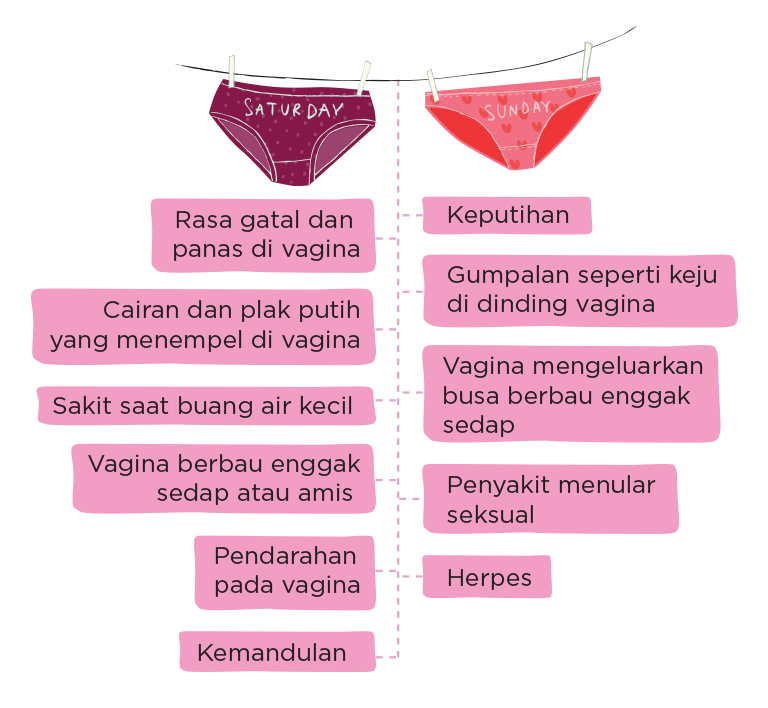 SATURDAY
SUNDAY
Rasa gatal dan
panas di vagina
Cairan dan plak putih
yang menempel di vagina
Sakit saat buang air kecil
Vagina berbau enggak
sedap atau amis
Pendarahan
pada vagina
Kemandulan
Keputihan
Gumpalan seperti keju
di dinding vagina
Vagina mengeluarkan
busa berbau enggak
sedap
Penyakit menular
seksual
Herpes